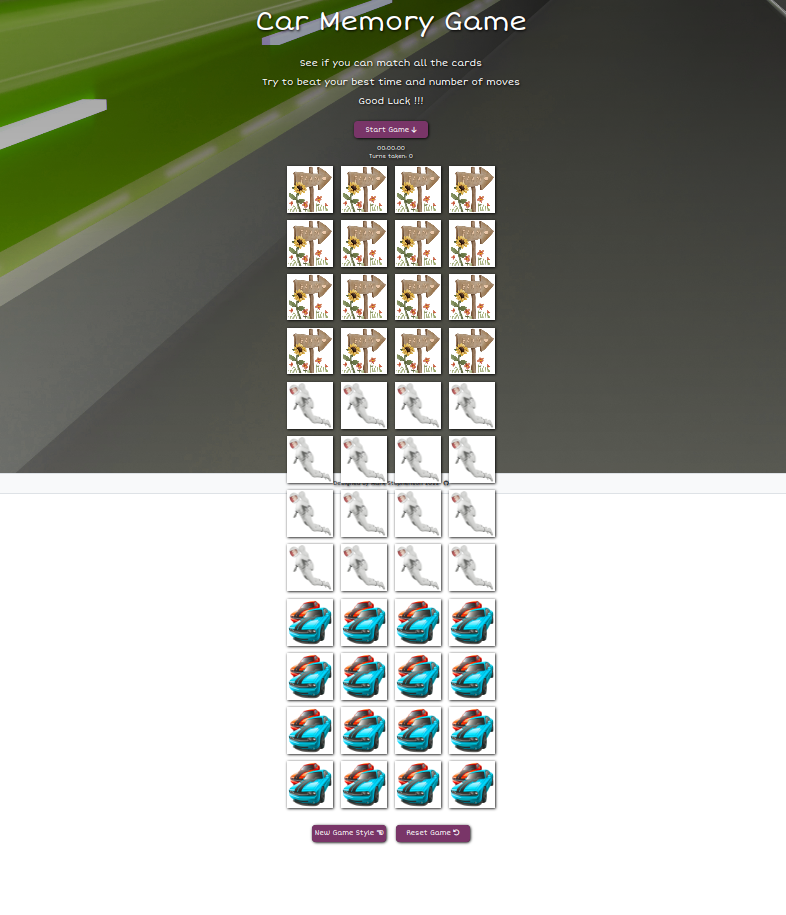 Car Memory Game
See if you can match all the cards
Try to beat your best time and number of moves
Good Luck !!!
Start Game
00:00:00
Turns taken: 0
New Game Style
Reset Game